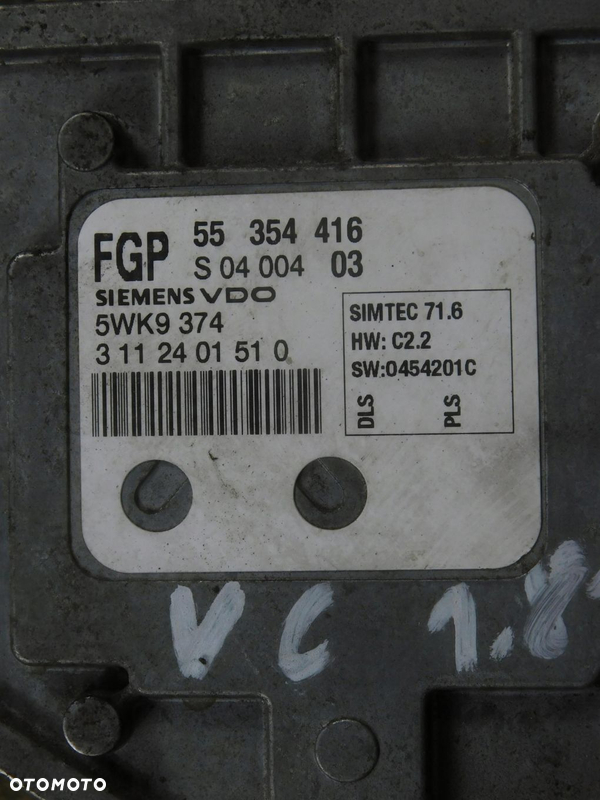 FGP 55 354 416
S 04 004 03
SIEMENS VDO
5WK9 374
3 11 24 01 51 0
SIMTEC 71.6
HW: C2.2
SW:0454201C
DLS PLS
VC 1.8
OTOMOTO